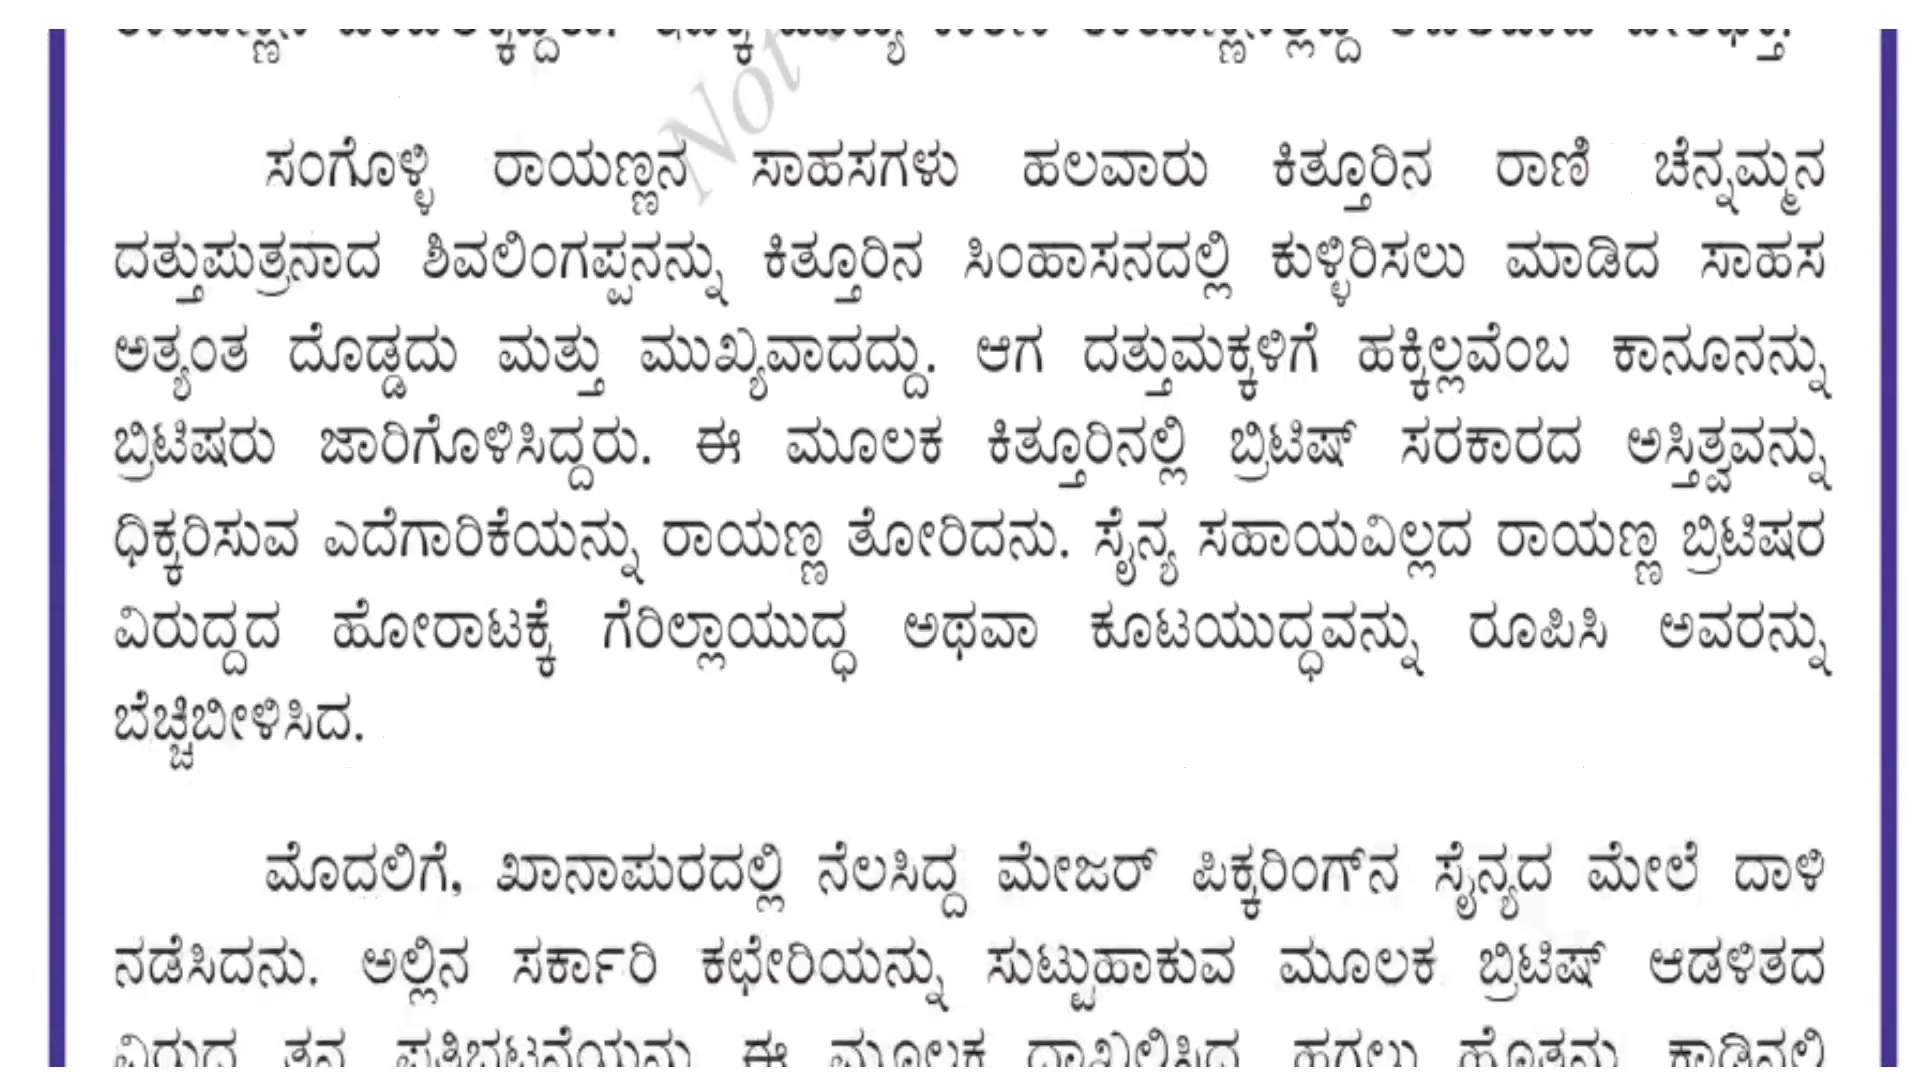 Not
ಸಂಗೊಳ್ಳಿ ರಾಯಣ್ಣನ ಸಾಹಸಗಳು ಹಲವಾರು ಕಿತ್ತೂರಿನ ರಾಣಿ ಚೆನ್ನಮ್ಮನ
ದತ್ತುಪುತ್ರನಾದ ಶಿವಲಿಂಗಪ್ಪನನ್ನು ಕಿತ್ತೂರಿನ ಸಿಂಹಾಸನದಲ್ಲಿ ಕುಳ್ಳಿರಿಸಲು ಮಾಡಿದ ಸಾಹಸ
ಅತ್ಯಂತ ದೊಡ್ಡದು ಮತ್ತು ಮುಖ್ಯವಾದದ್ದು. ಆಗ ದತ್ತುಮಕ್ಕಳಿಗೆ ಹಕ್ಕಿಲ್ಲವೆಂಬ ಕಾನೂನನ್ನು
ಬ್ರಿಟಿಷರು ಜಾರಿಗೊಳಿಸಿದ್ದರು. ಈ ಮೂಲಕ ಕಿತ್ತೂರಿನಲ್ಲಿ ಬ್ರಿಟಿಷ್ ಸರಕಾರದ ಅಸ್ತಿತ್ವವನ್ನು
ಧಿಕ್ಕರಿಸುವ ಎದೆಗಾರಿಕೆಯನ್ನು ರಾಯಣ್ಣ ತೋರಿದನು. ಸೈನ್ಯ ಸಹಾಯವಿಲ್ಲದ ರಾಯಣ್ಣ ಬ್ರಿಟಿಷರ
ವಿರುದ್ದದ ಹೋರಾಟಕ್ಕೆ ಗೆರಿಲ್ಲಾಯುದ್ಧ ಅಥವಾ ಕೂಟಯುದ್ಧವನ್ನು ರೂಪಿಸಿ ಅವರನ್ನು
ಬೆಚ್ಚಿಬೀಳಿಸಿದ.
ಮೊದಲಿಗೆ, ಖಾನಾಪುರದಲ್ಲಿ ನೆಲಸಿದ್ದ ಮೇಜರ್ ಪಿಕ್ಕರಿಂಗ್‌ನ ಸೈನ್ಯದ ಮೇಲೆ ದಾಳಿ
ನಡೆಸಿದನು. ಅಲ್ಲಿನ ಸರ್ಕಾರಿ ಕಛೇರಿಯನ್ನು ಸುಟ್ಟುಹಾಕುವ ಮೂಲಕ ಬ್ರಿಟಿಷ್ ಆಡಳಿತದ